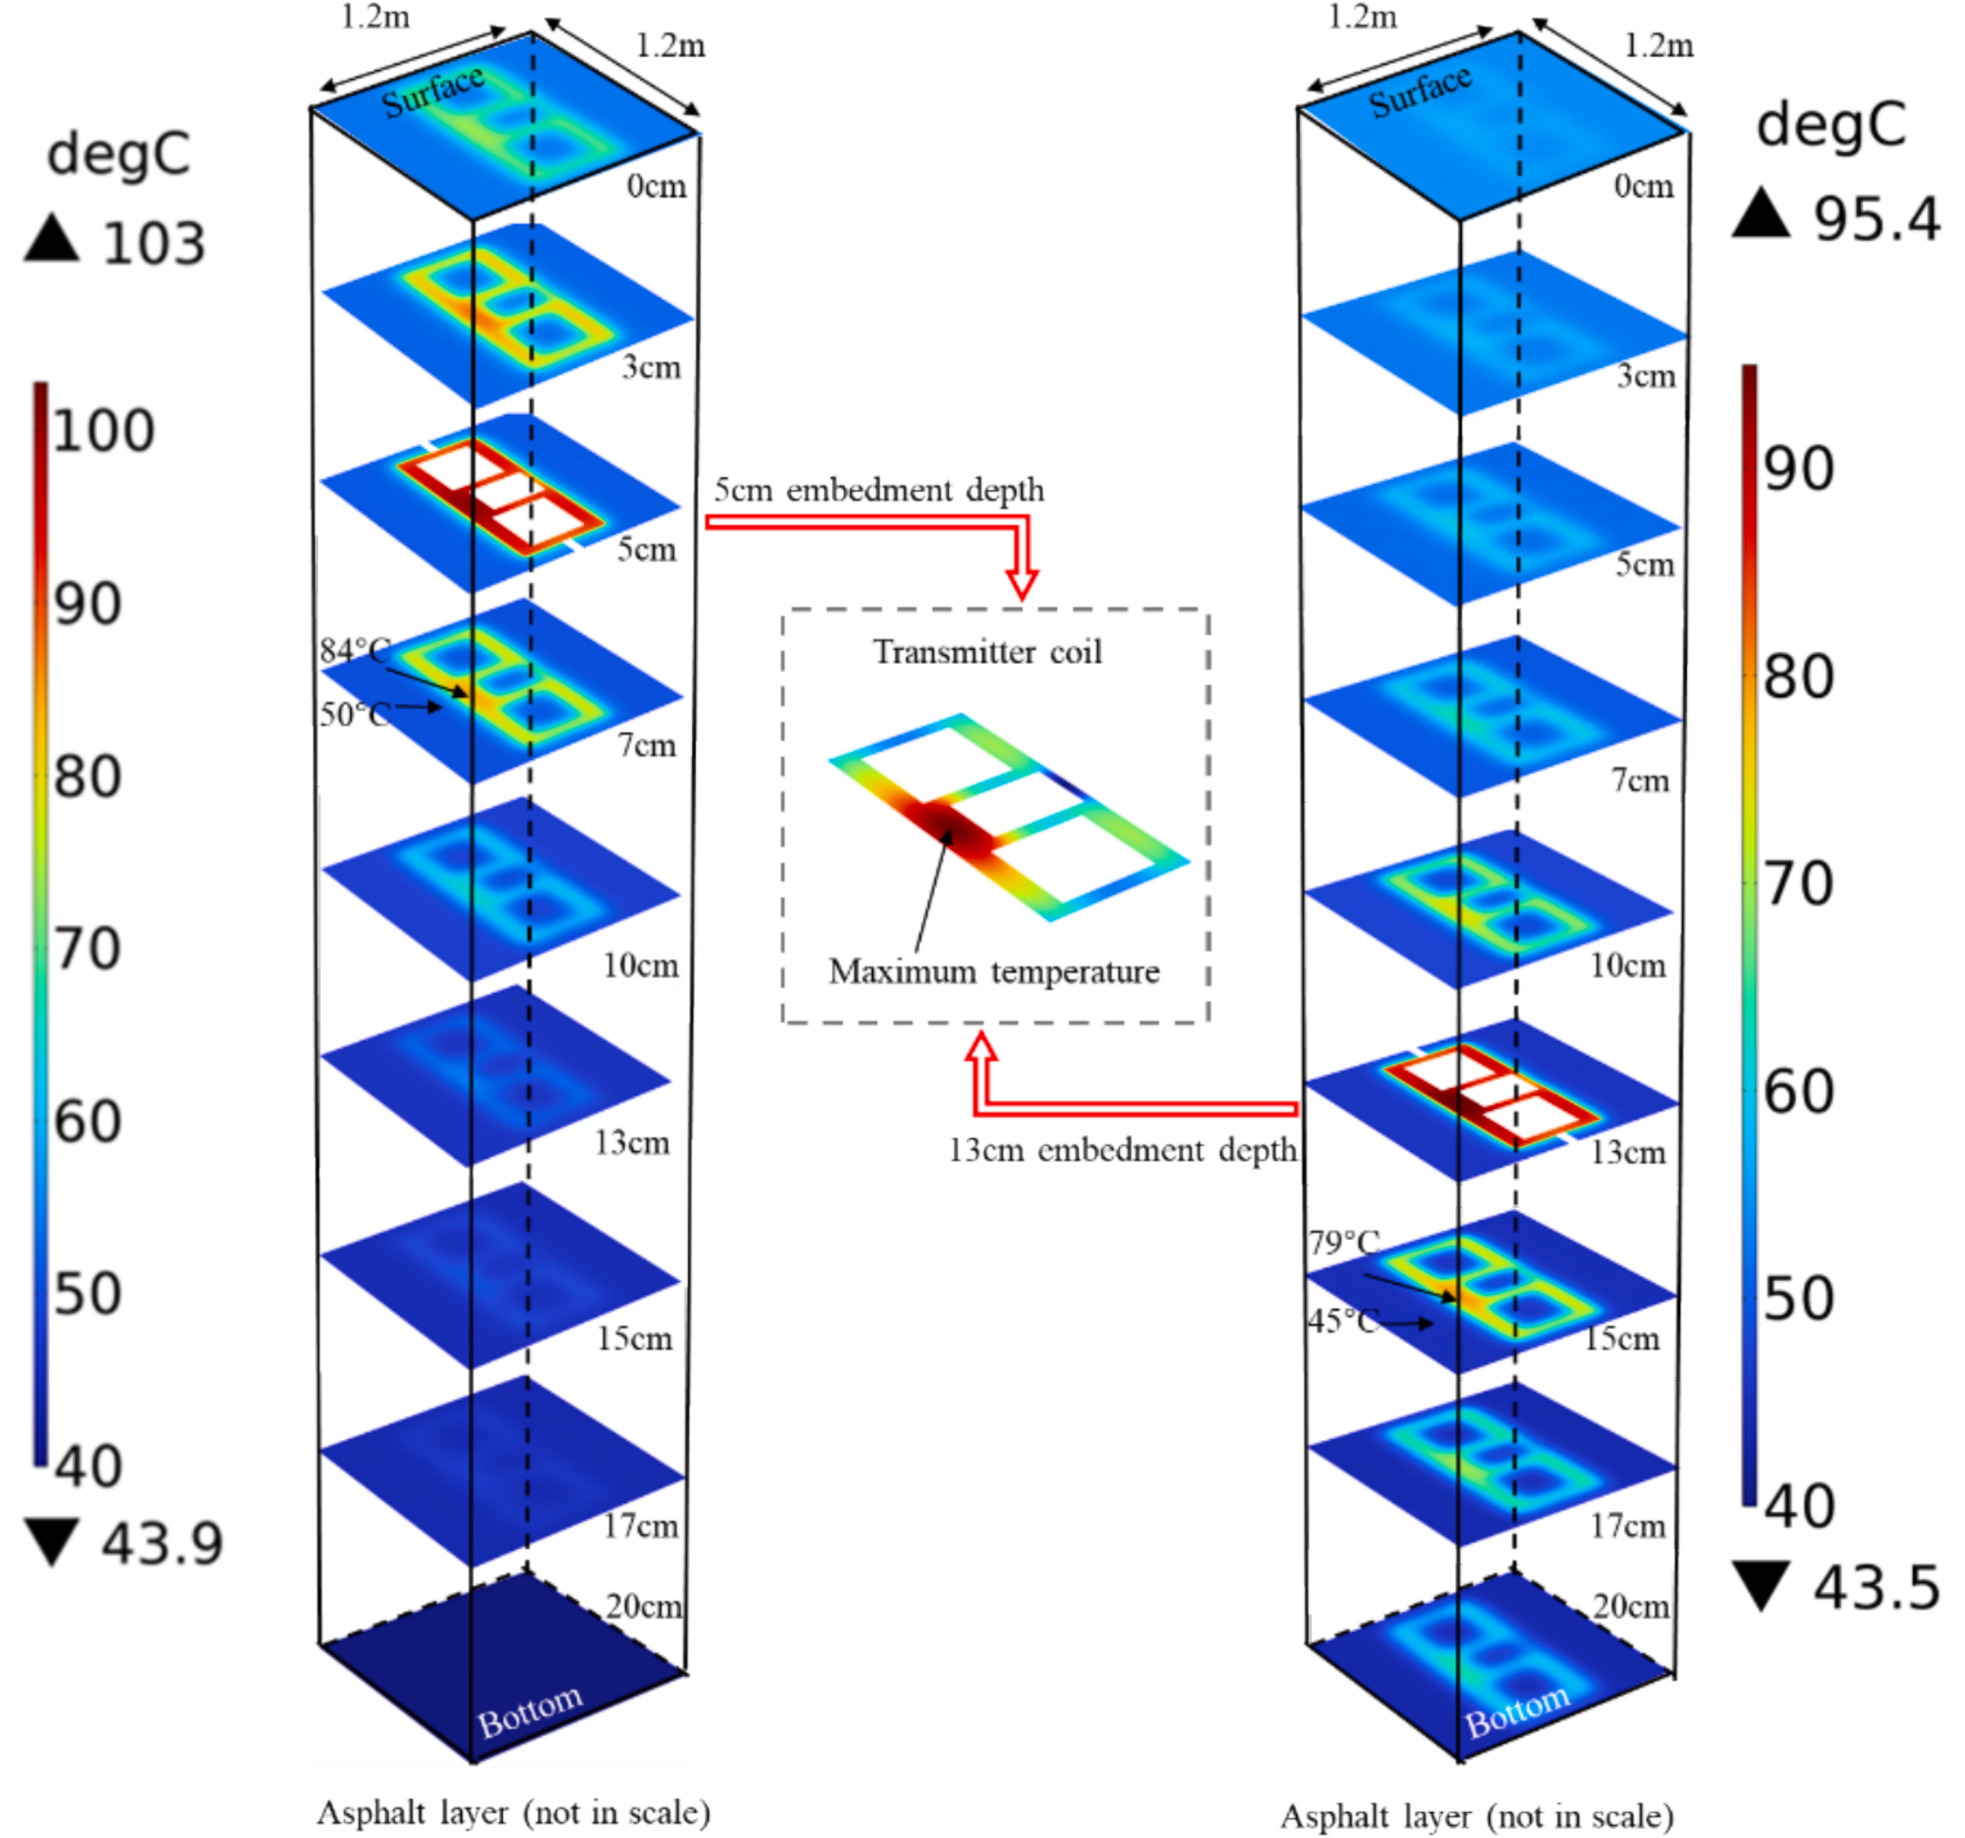 1.2m
1.2m
Surface
degC
▲ 103
100
90
80
70
60
50
40
▼ 43.9
0cm
3cm
5cm
84°C
50°C
7cm
10cm
13cm
15cm
17cm
20cm
Bottom
Asphalt layer (not in scale)
5cm embedment depth
Transmitter coil
Maximum temperature
13cm embedment depth
1.2m
1.2m
Surface
0cm
3cm
5cm
7cm
10cm
13cm
79°C
45°C
15cm
17cm
20cm
Bottom
Asphalt layer (not in scale)
degC
▲ 95.4
90
80
70
60
50
40
▼ 43.5